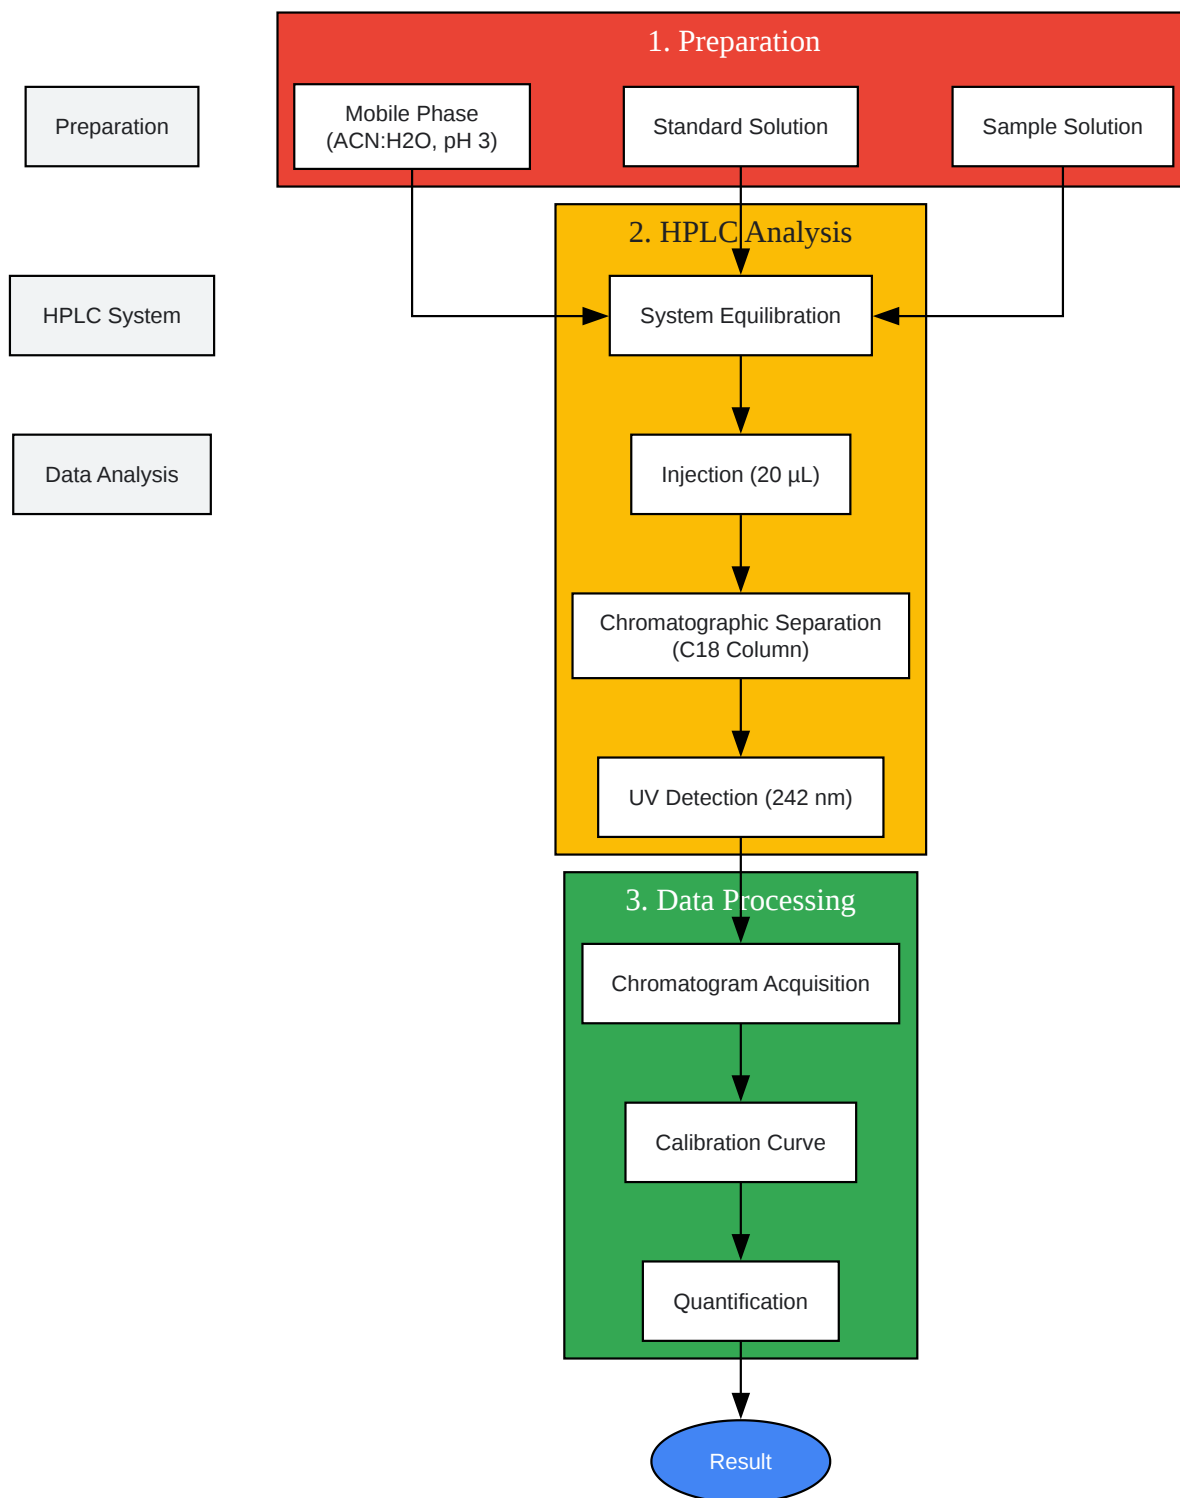 1. Preparation
Preparation
Mobile Phase
(ACN:H2O, pH 3)
Standard Solution
Sample Solution
2. HPLC Analysis
HPLC System
System Equilibration
Data Analysis
Injection (20 µL)
Chromatographic Separation
(C18 Column)
UV Detection (242 nm)
3. Data Processing
Chromatogram Acquisition
Calibration Curve
Quantification
Result